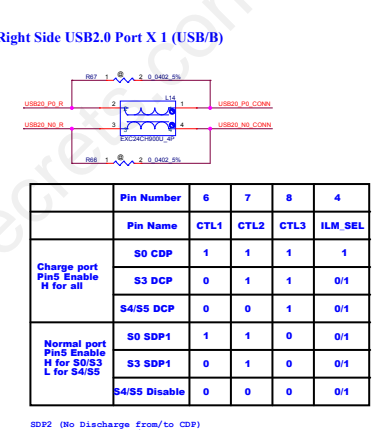 Right Side USB2.0 Port X 1 (USB/B)
R67 1 @ 2 0_0402_5%
L14
USB20_P0_R 2 1 USB20_P0_CONN
USB20_N0_R 3 4 USB20_N0_CONN
EXC24CH900U_4P
R66 1 @ 2 0_0402_5%
Pin Number 6 7 8 4
Pin Name CTL1 CTL2 CTL3 ILM_SEL
Charge port
Pin5 Enable
H for all
S0 CDP 1 1 1 1
S3 DCP 0 1 1 0/1
S4/S5 DCP 0 0 1 0/1
Normal port
Pin5 Enable
H for S0/S3
L for S4/S5
S0 SDP1 1 1 0 0/1
S3 SDP1 0 1 0 0/1
S4/S5 Disable 0 0 0 0/1
SDP2 (No Discharge from/to CDP)